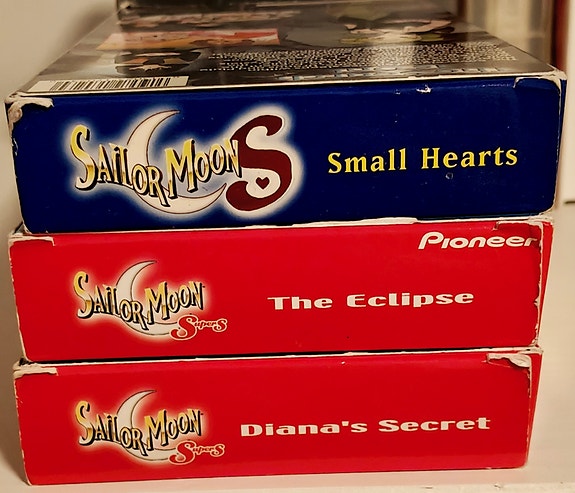 SAILOR MOON S
Small Hearts
Pioneer
SAILOR MOON
SuperS
The Eclipse
SAILOR MOON
SuperS
Diana's Secret